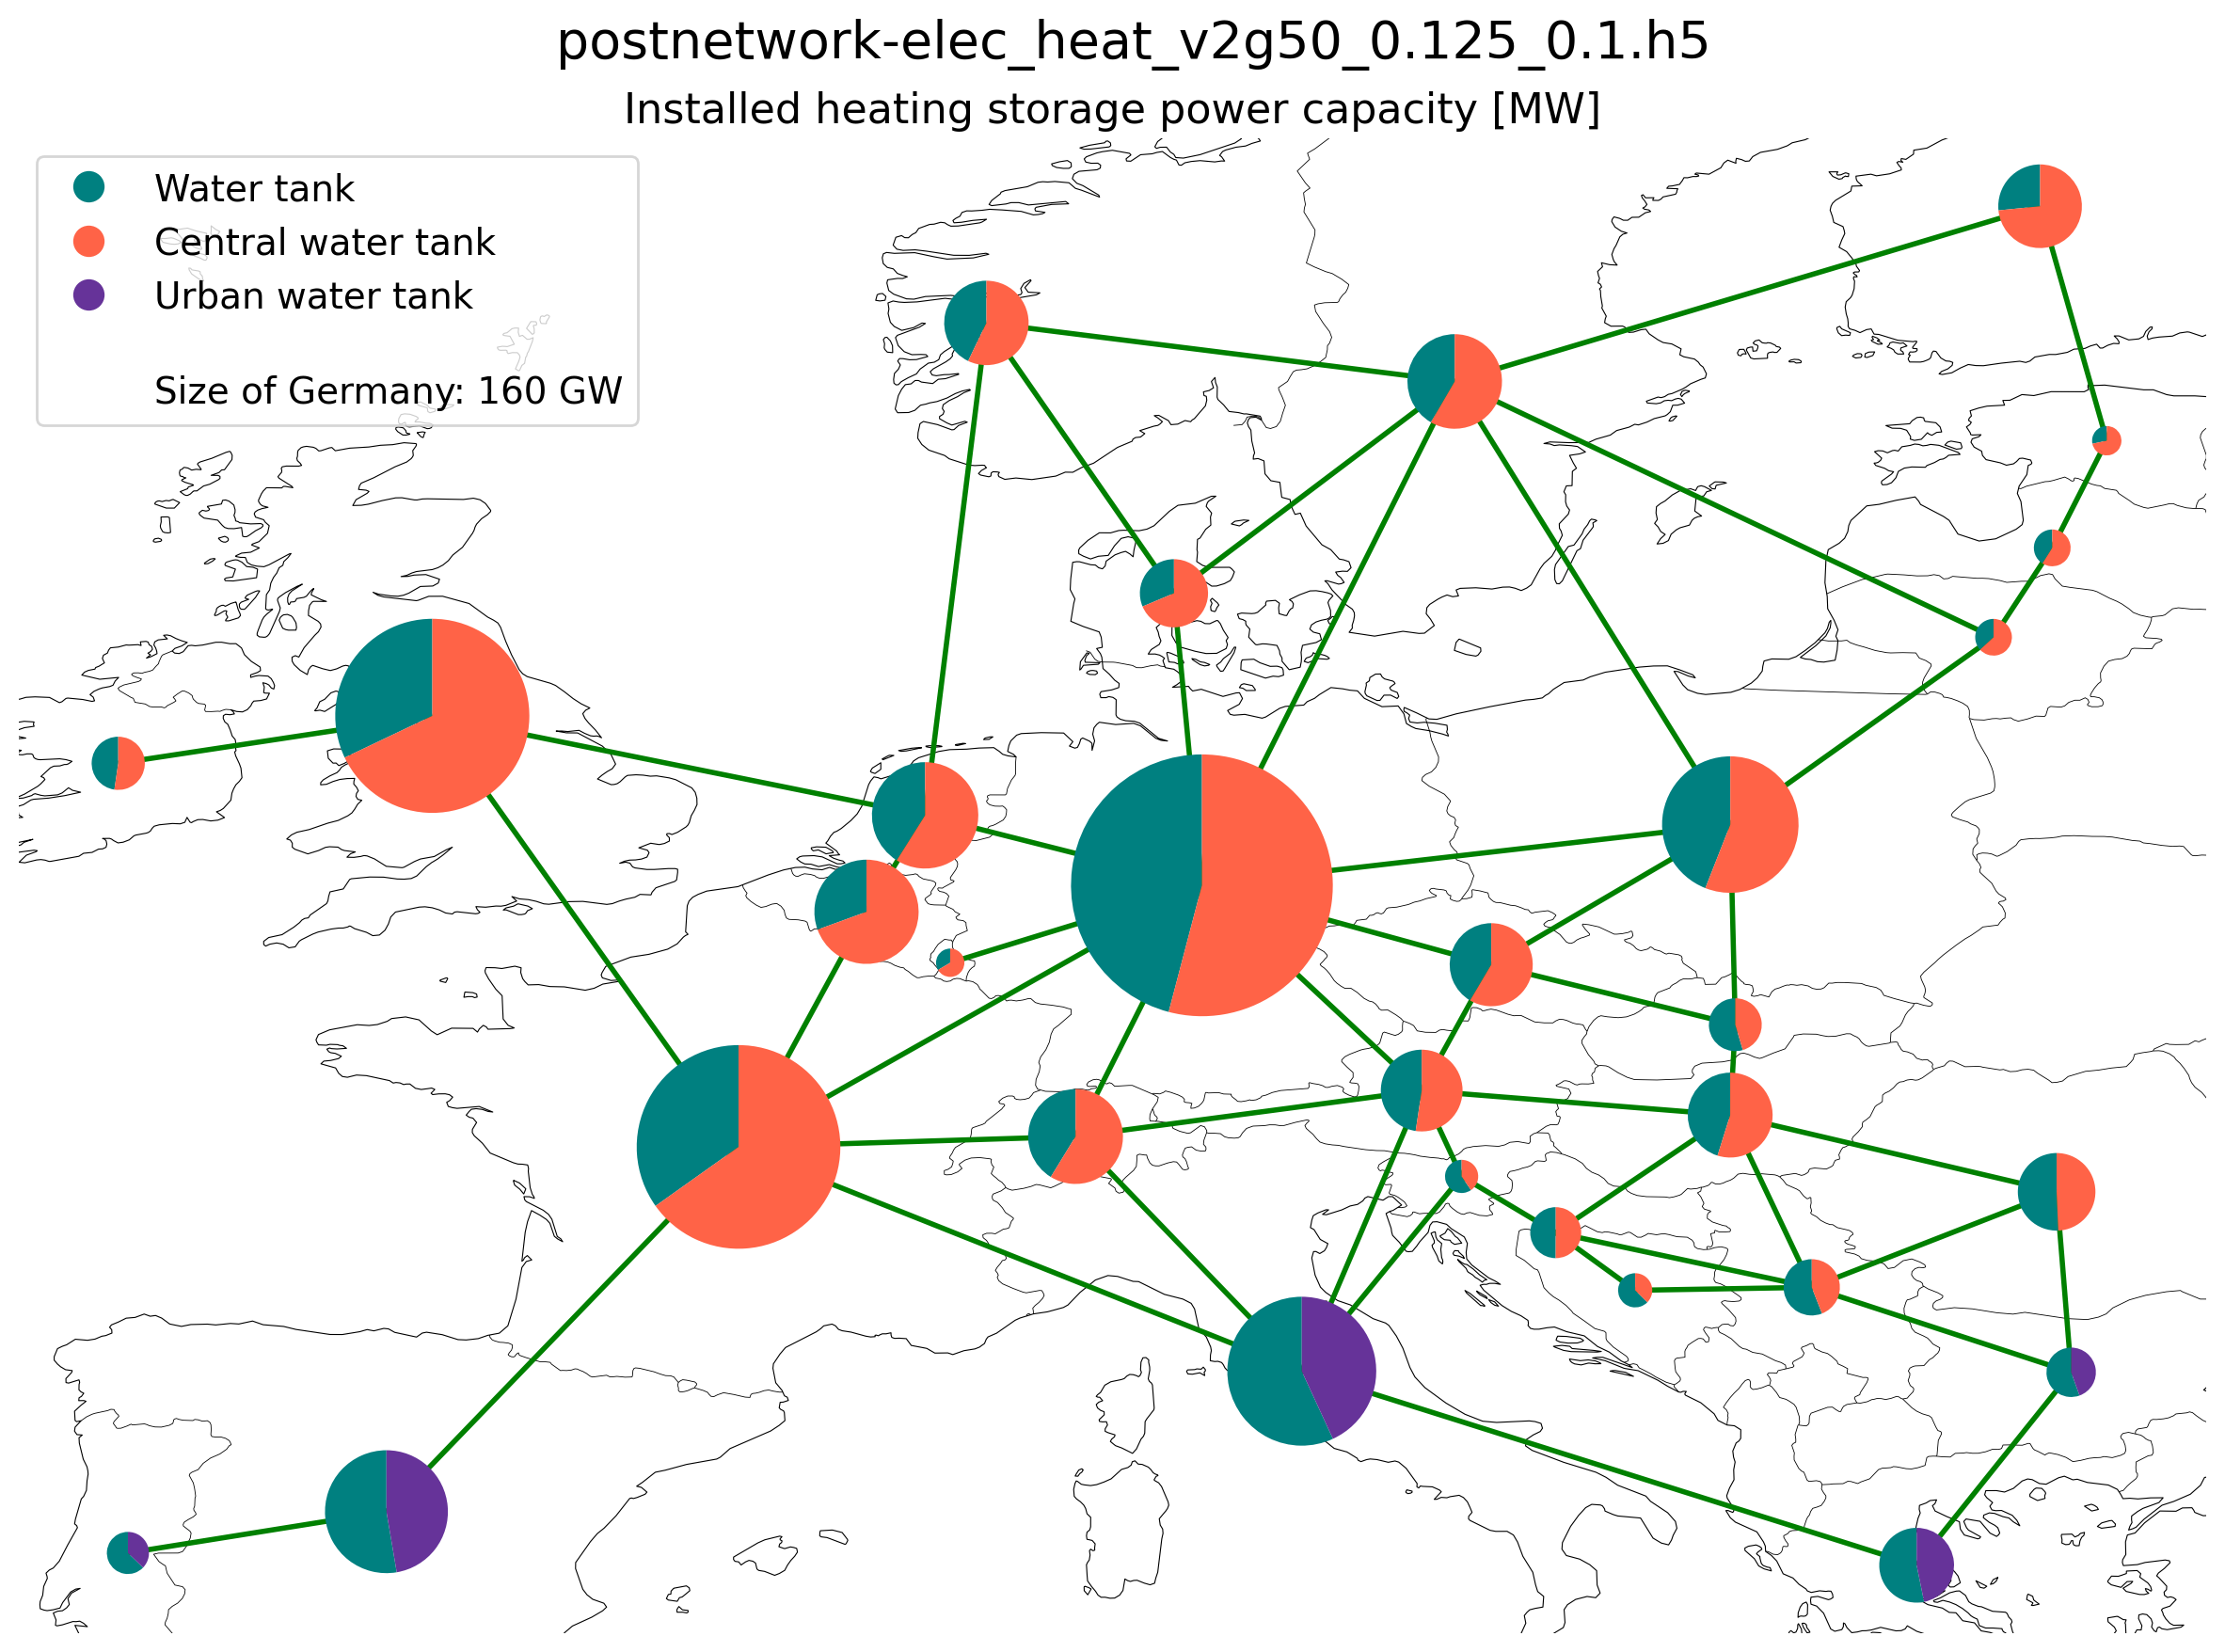 postnetwork-elec_heat_v2g50_0.125_0.1.h5
Installed heating storage power capacity [MW]
Water tank
Central water tank
Urban water tank
Size of Germany: 160 GW